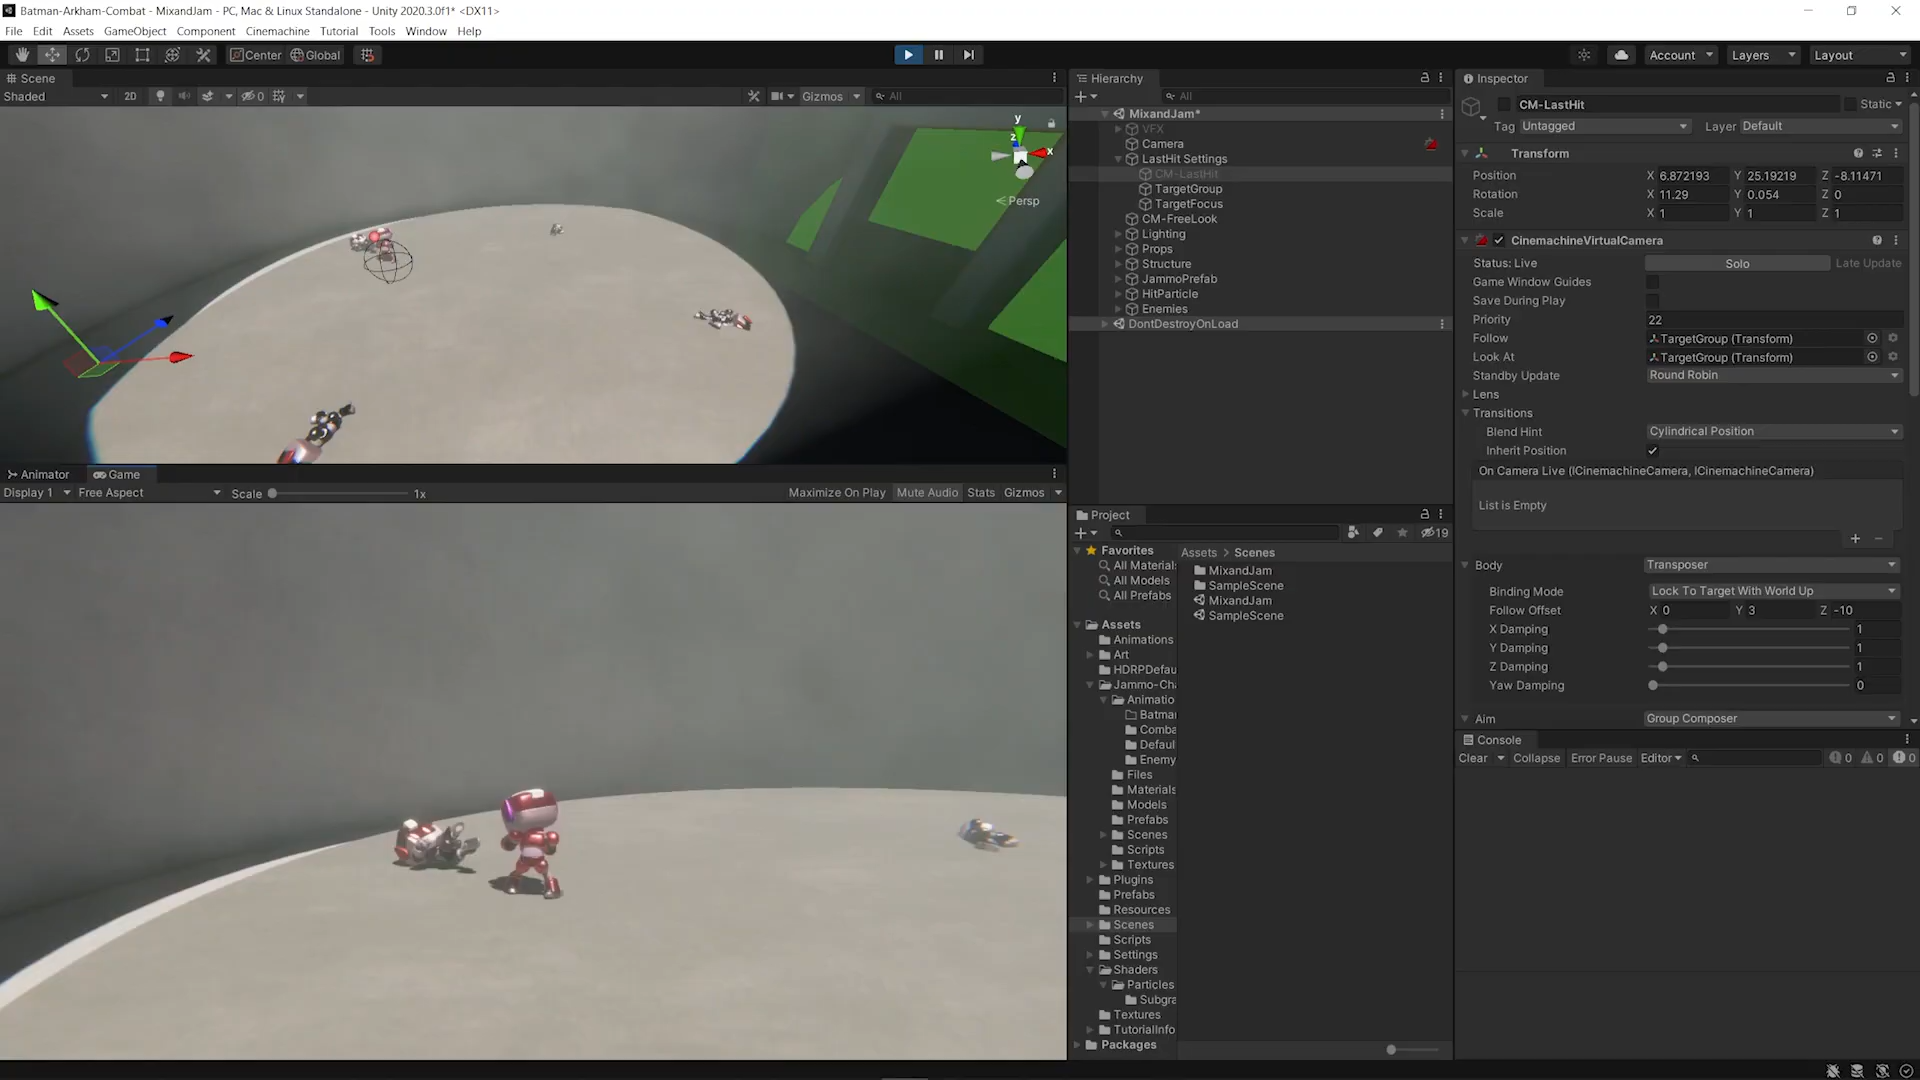 Batman-Arkham-Combat - MixandJam - PC, Mac & Linux Standalone - Unity 2020.3.0f1* <DX11>
File Edit Assets GameObject Component Cinemachine Tutorial Tools Window Help
Center Global Account Layers Layout
Scene
Shaded 2D 0 Gizmos All
y
z
x
Persp
Animator Game
Display 1 Free Aspect Scale 1x Maximize On Play Mute Audio Stats Gizmos
Hierarchy
All
MixandJam*
VFX
Camera
LastHit Settings
CM-LastHit
TargetGroup
TargetFocus
CM-FreeLook
Lighting
Props
Structure
JammoPrefab
HitParticle
Enemies
DontDestroyOnLoad
Project
19
Favorites
All Material
All Models
All Prefabs
Assets
Animations
Art
HDRPDefau
Jammo-Cha
Animatio
Batma
Comba
Defaul
Enemy
Files
Materials
Models
Prefabs
Scenes
Scripts
Textures
Plugins
Prefabs
Resources
Scenes
Scripts
Settings
Shaders
Particles
Subgra
Textures
TutorialInfo
Packages
Assets > Scenes
MixandJam
SampleScene
MixandJam
SampleScene
Inspector
CM-LastHit Static
Tag Untagged Layer Default
Transform
Position X 6.872193 Y 25.19219 Z -8.11471
Rotation X 11.29 Y 0.054 Z 0
Scale X 1 Y 1 Z 1
CinemachineVirtualCamera
Status: Live Solo Late Update
Game Window Guides
Save During Play
Priority 22
Follow TargetGroup (Transform)
Look At TargetGroup (Transform)
Standby Update Round Robin
Lens
Transitions
Blend Hint Cylindrical Position
Inherit Position
On Camera Live (ICinemachineCamera, ICinemachineCamera)
List is Empty
Body Transposer
Binding Mode Lock To Target With World Up
Follow Offset X 0 Y 3 Z -10
X Damping 1
Y Damping 1
Z Damping 1
Yaw Damping 0
Aim Group Composer
Console
Clear Collapse Error Pause Editor 0 0 0